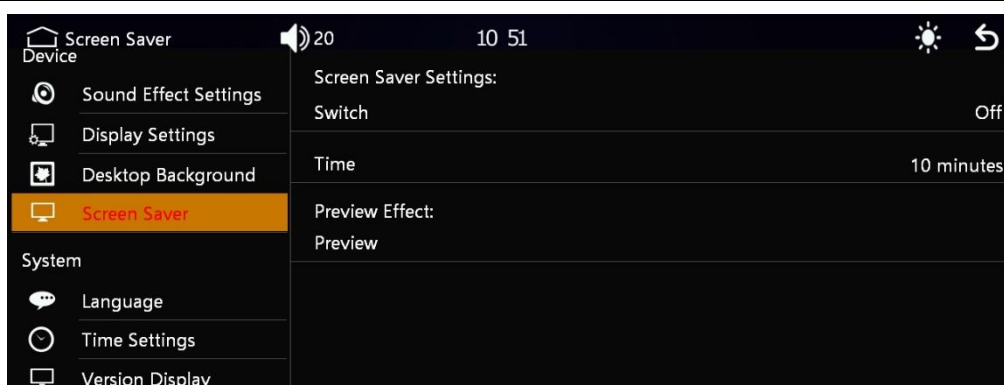 Screen Saver 20 10 51
Device
Sound Effect Settings
Display Settings
Desktop Background
Screen Saver
System
Language
Time Settings
Version Display
Screen Saver Settings:
Switch Off
Time 10 minutes
Preview Effect:
Preview